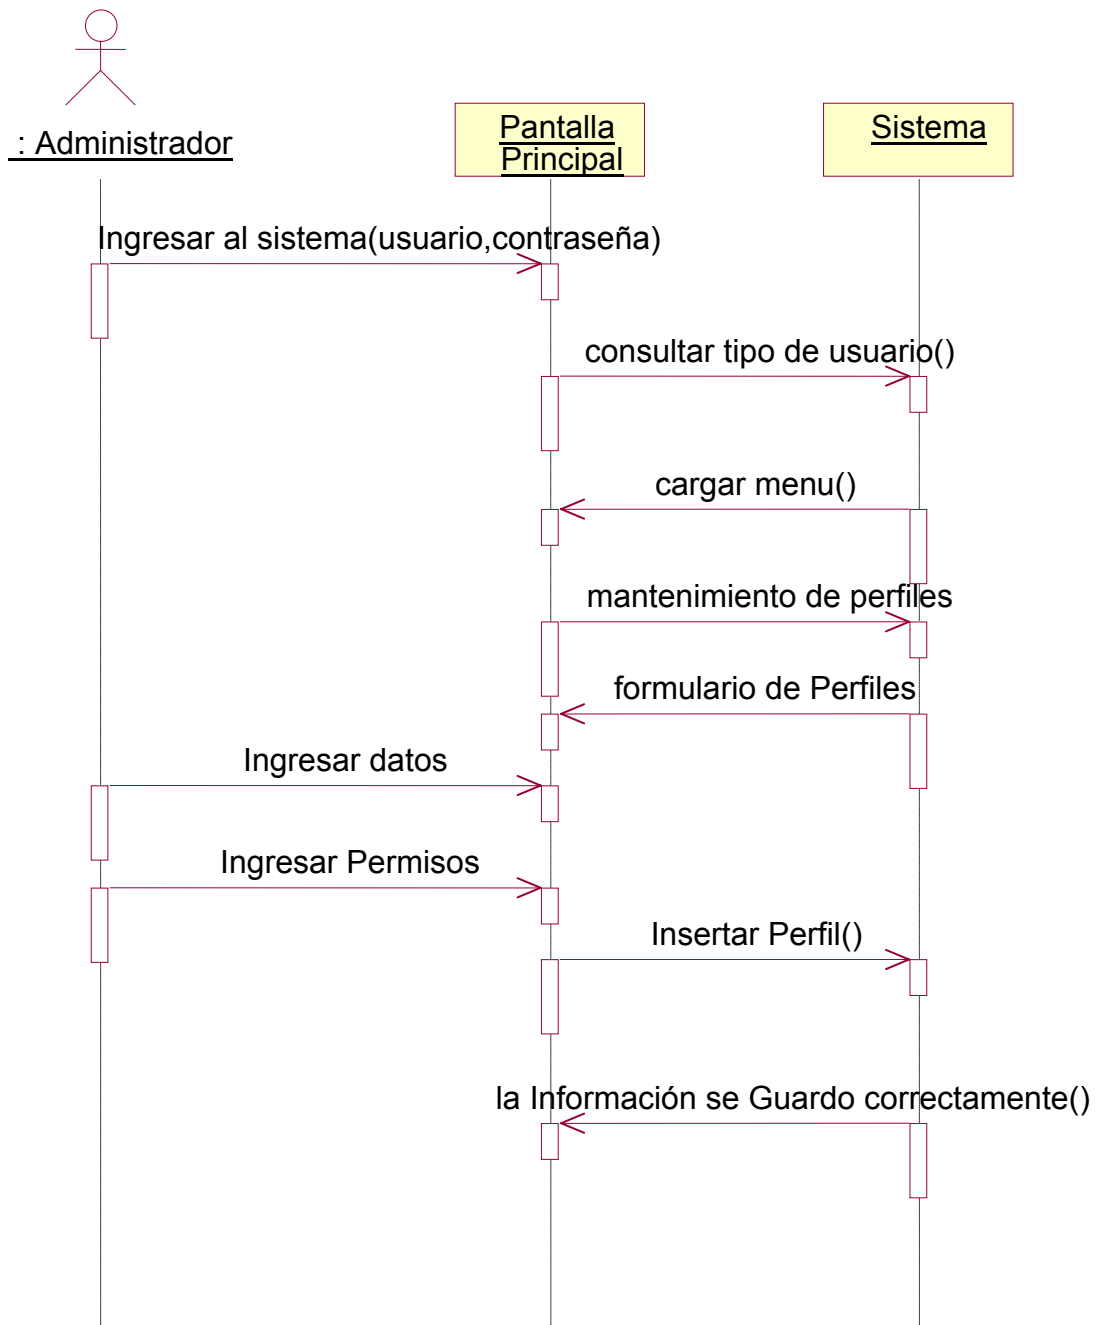 : Administrador
Pantalla
Principal
Sistema
Ingresar al sistema(usuario,contraseña)
consultar tipo de usuario()
cargar menu()
mantenimiento de perfiles
formulario de Perfiles
Ingresar datos
Ingresar Permisos
Insertar Perfil()
la Información se Guardo correctamente()